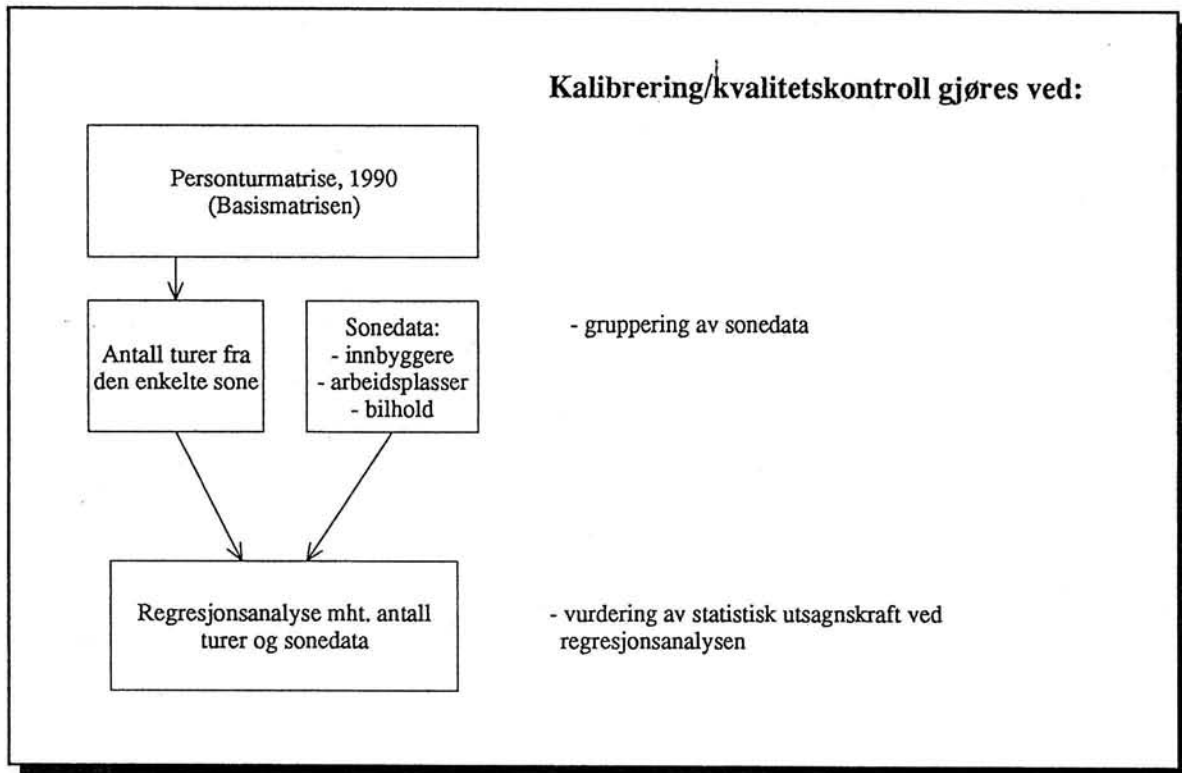 Kalibrering/kvalitetskontroll gjøres ved:
Personturmatrise, 1990
(Basismatrisen)
Antall turer fra
den enkelte sone
Sonedata:
- innbyggere
- arbeidsplasser
- bilhold
- gruppering av sonedata
Regresjonsanalyse mht. antall
turer og sonedata
- vurdering av statistisk utsagnskraft ved
regresjonsanalysen